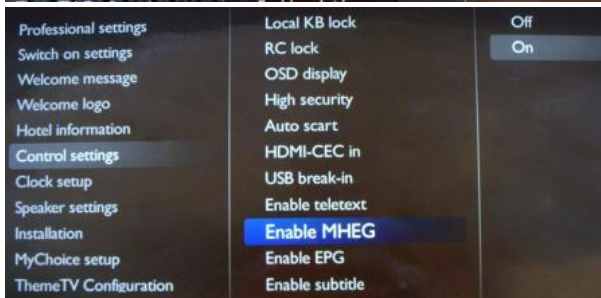 Professional settings
Switch on settings
Welcome message
Welcome logo
Hotel information
Control settings
Clock setup
Speaker settings
Installation
MyChoice setup
ThemeTV Configuration
Local KB lock
RC lock
OSD display
High security
Auto scart
HDMI-CEC in
USB break-in
Enable teletext
Enable MHEG
Enable EPG
Enable subtitle
Off
On